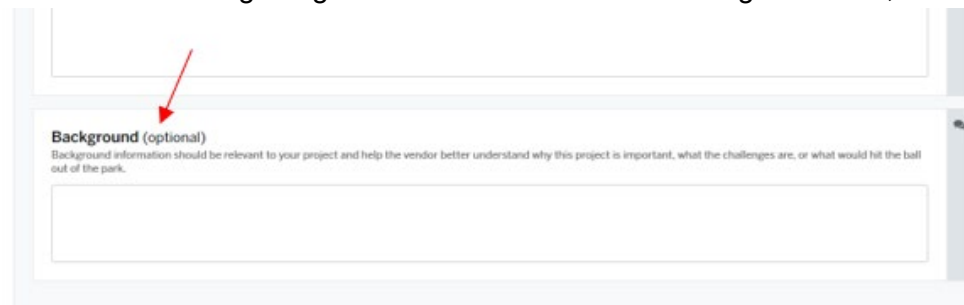 Background (optional)
Background information should be relevant to your project and help the vendor better understand why this project is important, what the challenges are, or what would hit the ball
out of the park.